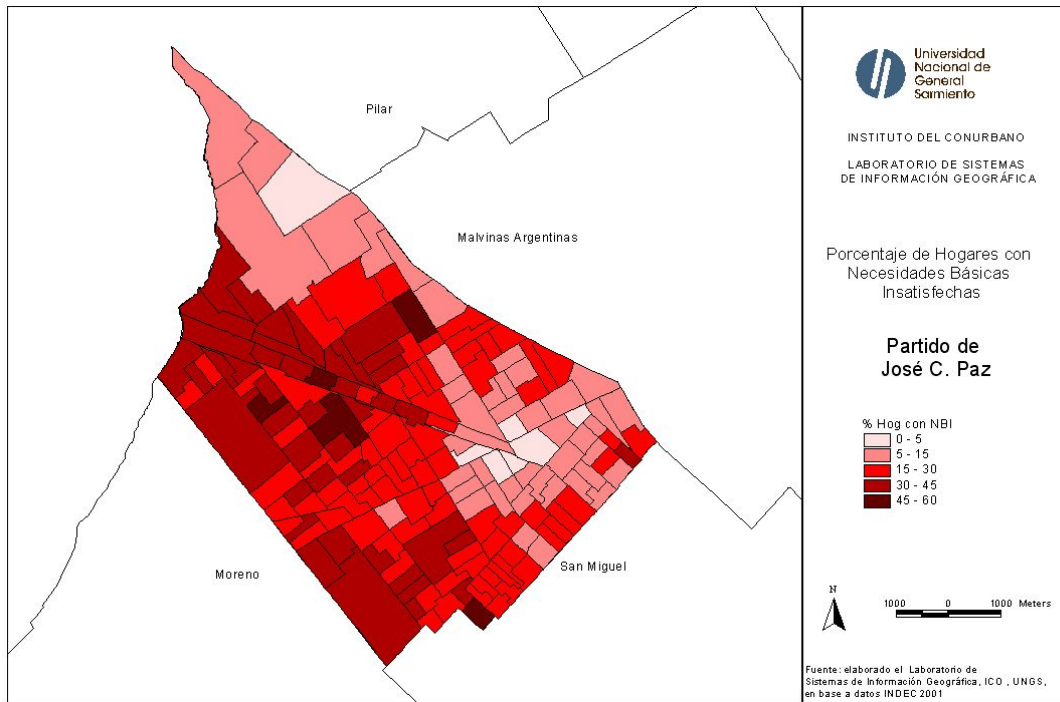 Pilar
Malvinas Argentinas
Moreno
San Miguel
Universidad
Nacional de
General
Sarmiento
INSTITUTO DEL CONURBANO
LABORATORIO DE SISTEMAS
DE INFORMACIÓN GEOGRÁFICA
Porcentaje de Hogares con
Necesidades Básicas
Insatisfechas
Partido de
José C. Paz
% Hog con NBI
0 - 5
5 - 15
15 - 30
30 - 45
45 - 60
N
1000 0 1000 Meters
Fuente: elaborado el Laboratorio de
Sistemas de Información Geográfica, ICO , UNGS,
en base a datos INDEC 2001